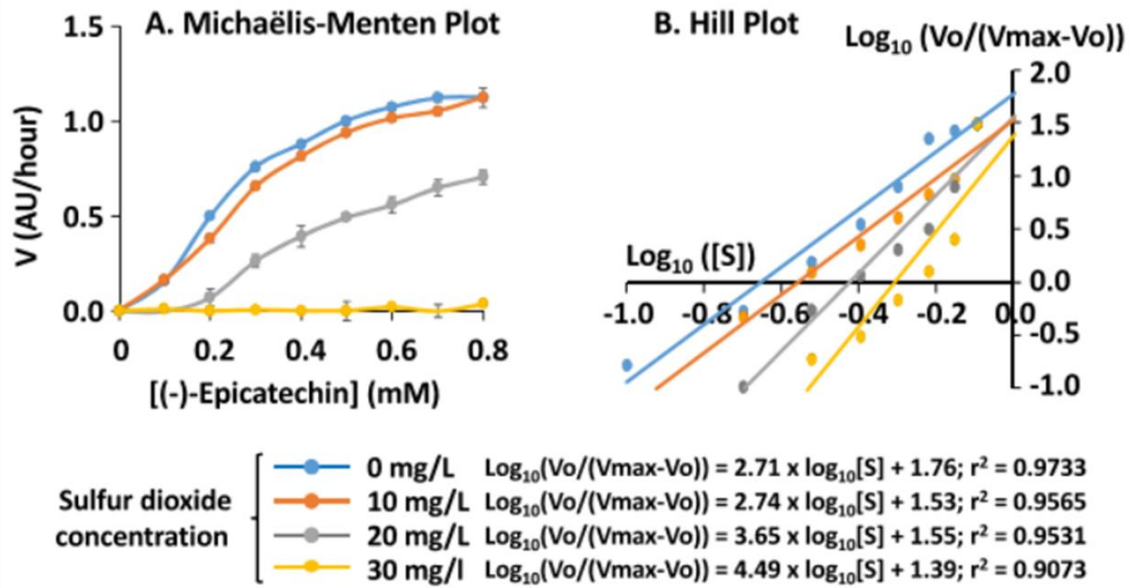 A. Michaëlis-Menten Plot
V (AU/hour)
1.5
1.0
0.5
0.0
0 0.2 0.4 0.6 0.8
[(-)-Epicatechin] (mM)
B. Hill Plot
Log10 (Vo/(Vmax-Vo))
2.0
1.5
1.0
0.5
0.0
-0.5
-1.0
Log10 ([S])
-1.0 -0.8 -0.6 -0.4 -0.2 0.0
Sulfur dioxide
concentration
0 mg/L Log10(Vo/(Vmax-Vo)) = 2.71 x log10[S] + 1.76; r² = 0.9733
10 mg/L Log10(Vo/(Vmax-Vo)) = 2.74 x log10[S] + 1.53; r² = 0.9565
20 mg/L Log10(Vo/(Vmax-Vo)) = 3.65 x log10[S] + 1.55; r² = 0.9531
30 mg/l Log10(Vo/(Vmax-Vo)) = 4.49 x log10[S] + 1.39; r² = 0.9073